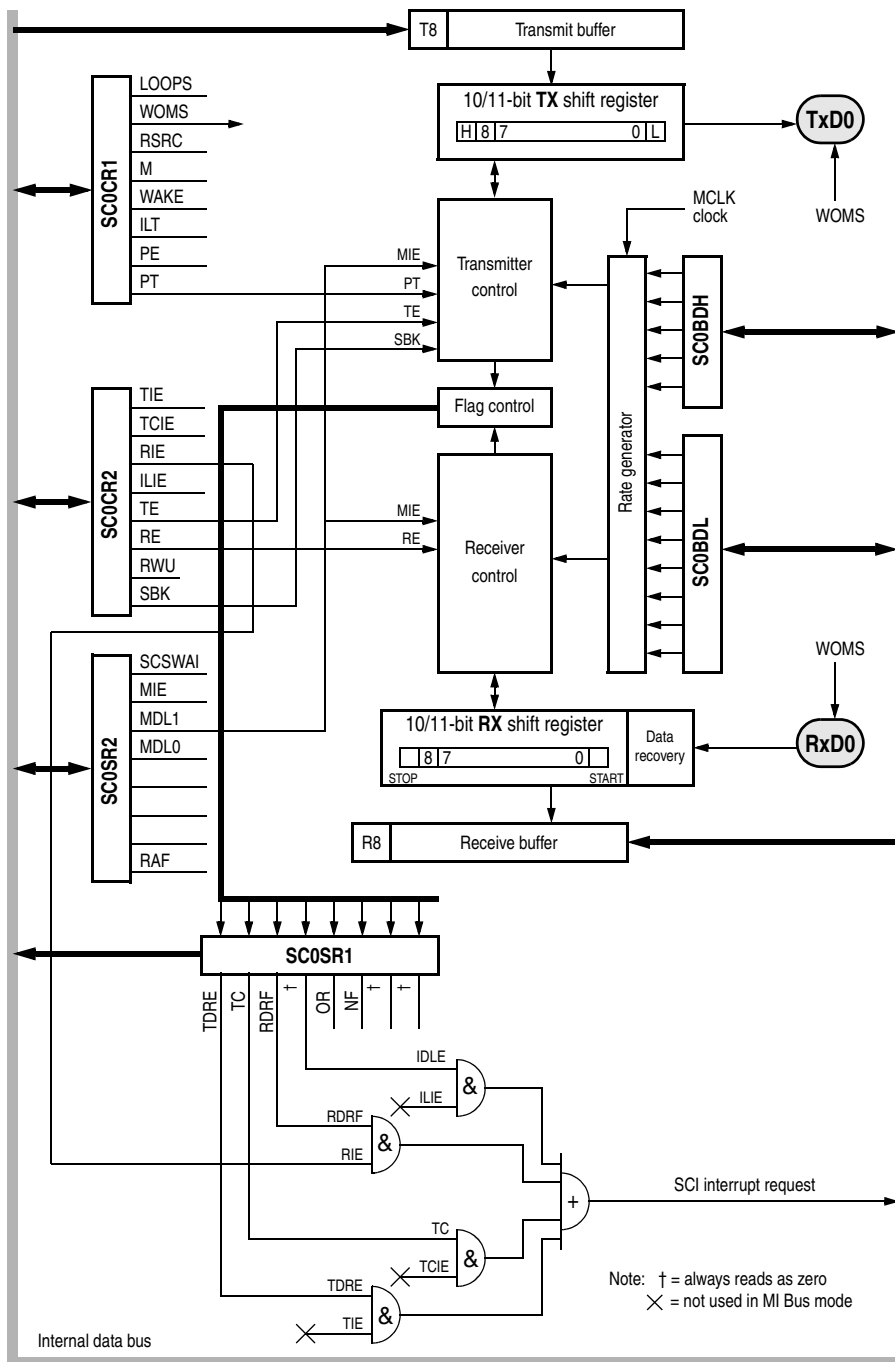 T8 Transmit buffer
10/11-bit TX shift register
H 8 7 0 L
TxD0
WOMS
MCLK
clock
SC0CR1
LOOPS
WOMS
RSRC
M
WAKE
ILT
PE
PT
MIE
PT
TE
SBK
Transmitter
control
Rate generator
SC0BDH
Flag control
SC0CR2
TIE
TCIE
RIE
ILIE
TE
RE
RWU
SBK
MIE
RE
Receiver
control
SC0BDL
SC0SR2
SCSWAI
MIE
MDL1
MDL0
RAF
WOMS
RxD0
10/11-bit RX shift register
8 7 0
STOP START
Data
recovery
R8 Receive buffer
SC0SR1
TDRE
TC
RDRF
†
OR
NF
†
†
IDLE
ILIE
&
RDRF
RIE
&
+
SCI interrupt request
TC
TCIE
&
TDRE
TIE
&
Note: † = always reads as zero
= not used in MI Bus mode
Internal data bus